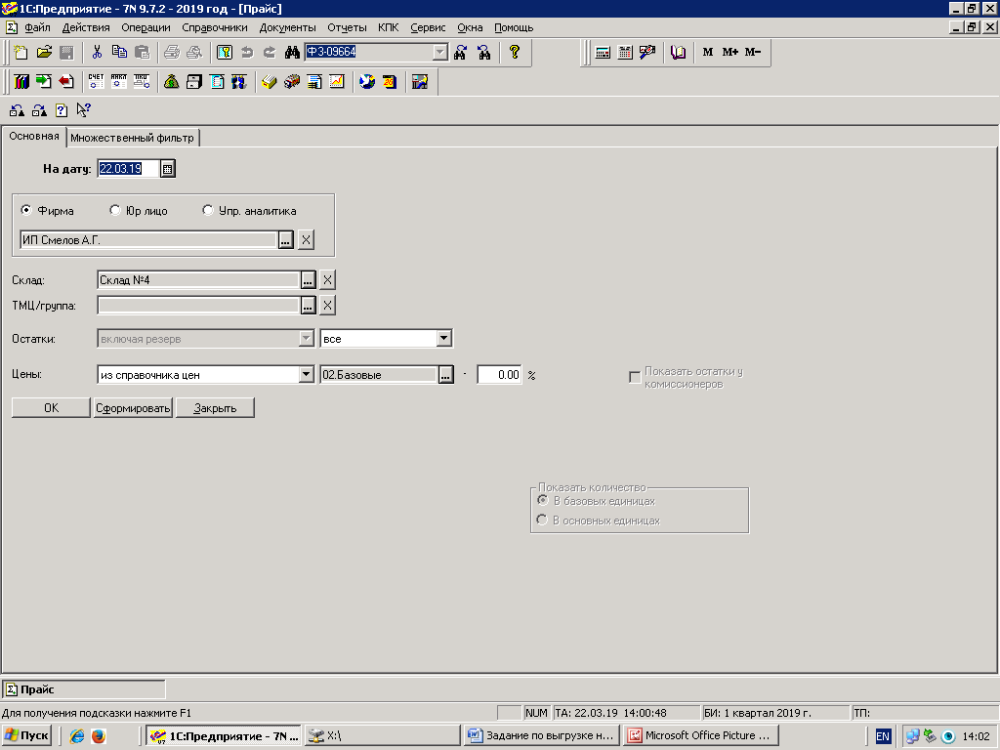 1С:Предприятие - 7N 9.7.2 - 2019 год - [Прайс]
Файл Действия Операции Справочники Документы Отчеты КПК Сервис Окна Помощь
ФЗ-09664 M M+ M-
Основная Множественный фильтр
На дату: 22.03.19
Фирма Юр лицо Упр. аналитика
ИП Смелов А.Г. ... X
Склад: Склад №4 ... X
ТМЦ/группа: ... X
Остатки: включая резерв все
Цены: из справочника цен 02.Базовые ... - 0.00 %
Показать остатки у
комиссионеров
ОК Сформировать Закрыть
Показать количество
В базовых единицах
В основных единицах
Прайс
Для получения подсказки нажмите F1 NUM ТА: 22.03.19 14:00:48 БИ: 1 квартал 2019 г. ТП:
Пуск 1С:Предприятие - 7N ... X:\ Задание по выгрузке н... Microsoft Office Picture ... EN 14:02